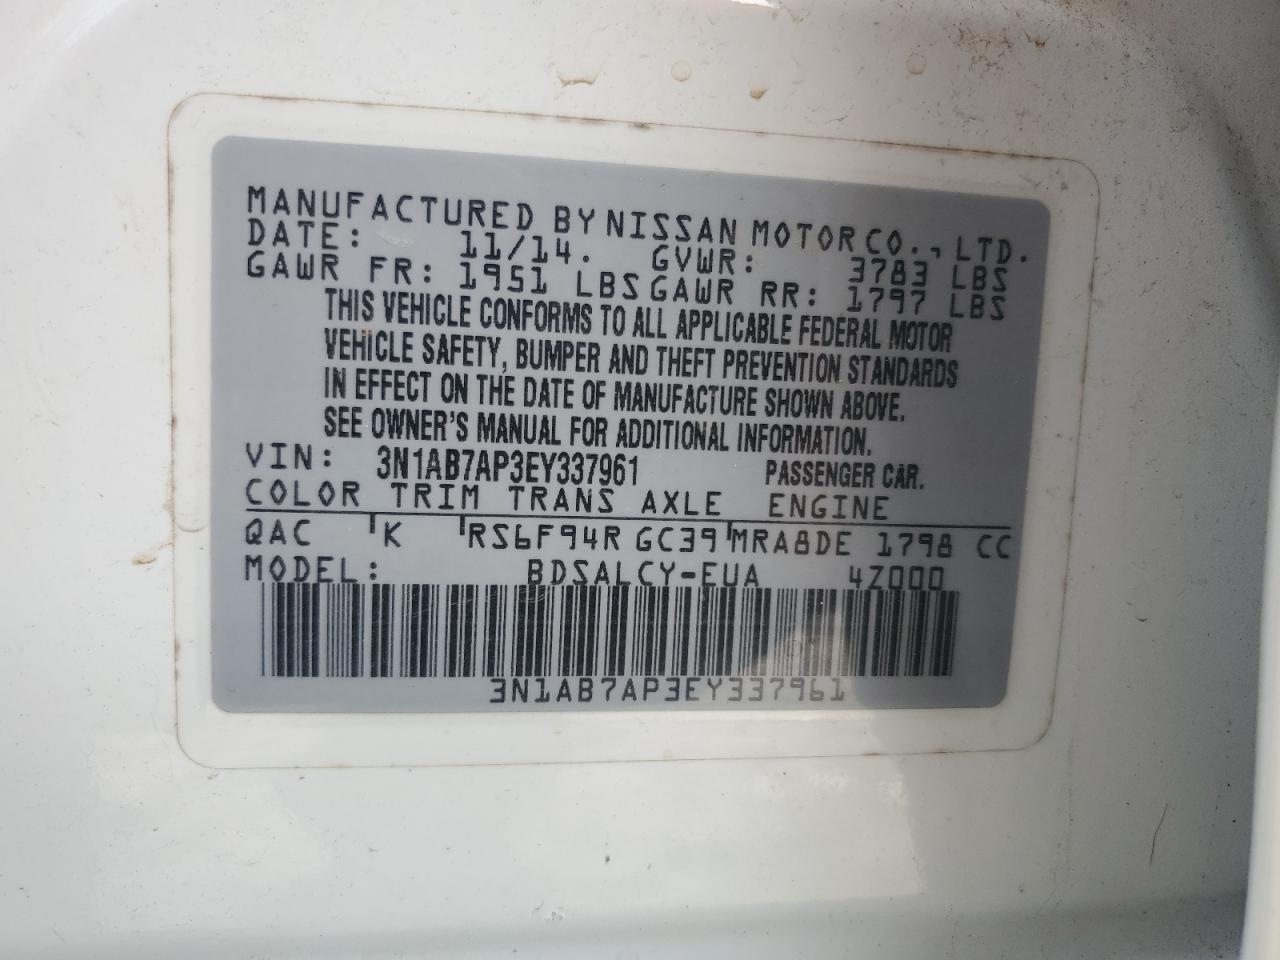 MANUFACTURED BY NISSAN MOTOR CO., LTD.
DATE: 11/14. GVWR: 3783 LBS
GAWR FR: 1951 LBS GAWR RR: 1797 LBS
THIS VEHICLE CONFORMS TO ALL APPLICABLE FEDERAL MOTOR
VEHICLE SAFETY, BUMPER AND THEFT PREVENTION STANDARDS
IN EFFECT ON THE DATE OF MANUFACTURE SHOWN ABOVE.
SEE OWNER'S MANUAL FOR ADDITIONAL INFORMATION.
VIN: 3N1AB7AP3EY337961 PASSENGER CAR.
COLOR TRIM TRANS AXLE ENGINE
QAC K RS6F94R GC39 MRA8DE 1798 CC
MODEL: BDSALCY-EUA 4Z000
3N1AB7AP3EY337961